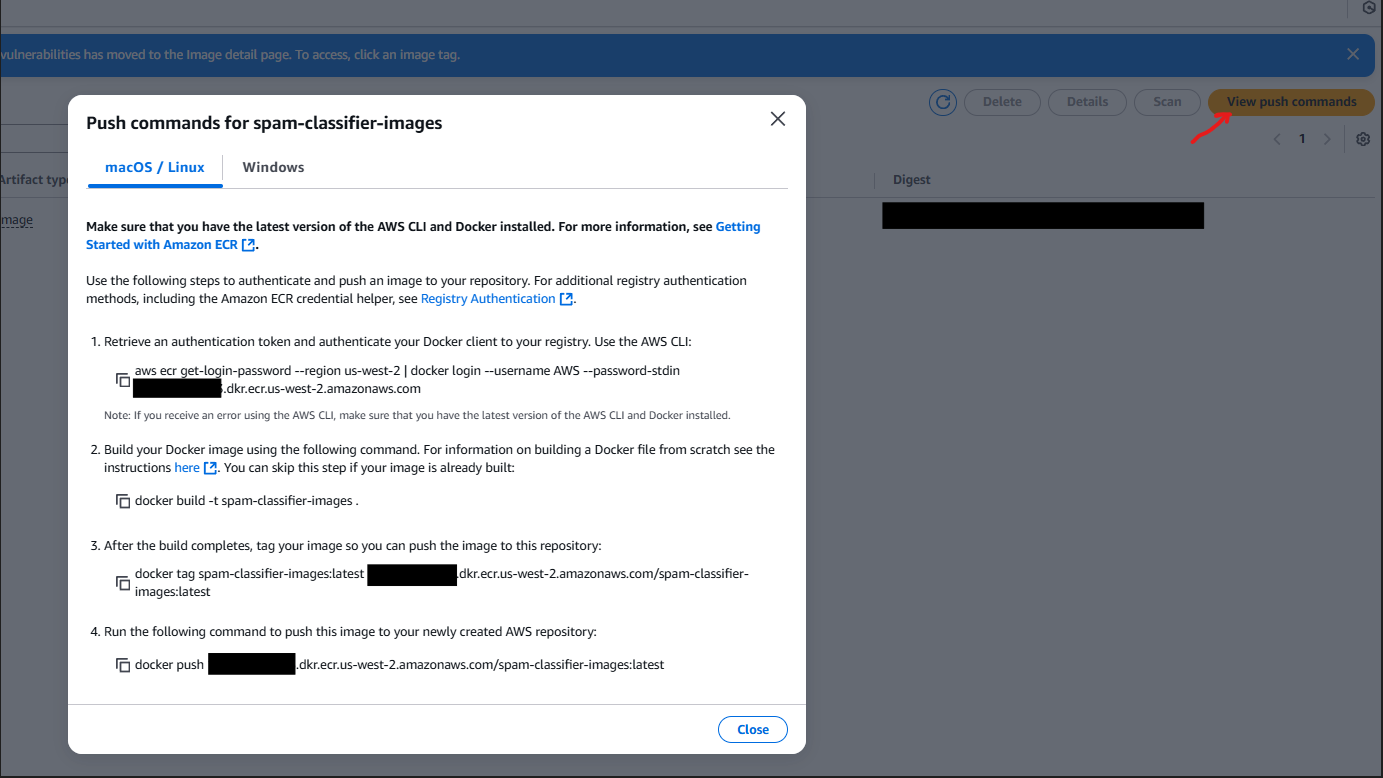 vulnerabilities has moved to the Image detail page. To access, click an image tag.
Delete
Details
Scan
View push commands
1
Artifact type
Digest
mage
Push commands for spam-classifier-images
macOS / Linux
Windows
Make sure that you have the latest version of the AWS CLI and Docker installed. For more information, see Getting
Started with Amazon ECR.
Use the following steps to authenticate and push an image to your repository. For additional registry authentication
methods, including the Amazon ECR credential helper, see Registry Authentication.
1. Retrieve an authentication token and authenticate your Docker client to your registry. Use the AWS CLI:
aws ecr get-login-password --region us-west-2 | docker login --username AWS --password-stdin
.dkr.ecr.us-west-2.amazonaws.com
Note: If you receive an error using the AWS CLI, make sure that you have the latest version of the AWS CLI and Docker installed.
2. Build your Docker image using the following command. For information on building a Docker file from scratch see the
instructions here. You can skip this step if your image is already built:
docker build -t spam-classifier-images .
3. After the build completes, tag your image so you can push the image to this repository:
docker tag spam-classifier-images:latest .dkr.ecr.us-west-2.amazonaws.com/spam-classifier-
images:latest
4. Run the following command to push this image to your newly created AWS repository:
docker push .dkr.ecr.us-west-2.amazonaws.com/spam-classifier-images:latest
Close